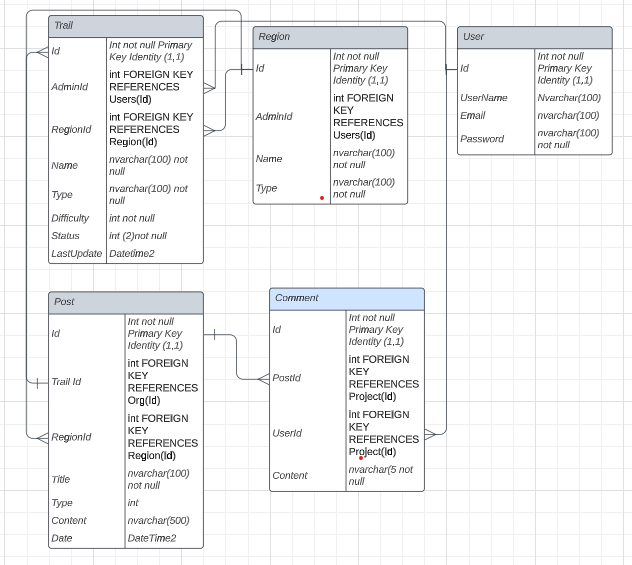 Trail
Id
Int not null Primary
Key Identity (1,1)
AdminId
int FOREIGN KEY
REFERENCES
Users(Id)
RegionId
int FOREIGN KEY
REFERENCES
Region(Id)
Name
nvarchar(100) not
null
Type
nvarchar(100) not
null
Difficulty
int not null
Status
int (2)not null
LastUpdate
Datetime2
Region
Id
Int not null
Primary Key
Identity (1,1)
AdminId
int FOREIGN
KEY
REFERENCES
Users(Id)
Name
nvarchar(100)
not null
Type
nvarchar(100)
not null
User
Id
Int not null
Primary Key
Identity (1,1)
UserName
Nvarchar(100)
Email
nvarchar(100)
Password
nvarchar(100)
not null
Post
Id
Int not null
Primary Key
Identity (1,1)
Trail Id
int FOREIGN
KEY
REFERENCES
Org(Id)
RegionId
int FOREIGN
KEY
REFERENCES
Region(Id)
Title
nvarchar(100)
not null
Type
int
Content
nvarchar(500)
Date
DateTime2
Comment
Id
Int not null
Primary Key
Identity (1,1)
PostId
int FOREIGN
KEY
REFERENCES
Project(Id)
UserId
int FOREIGN
KEY
REFERENCES
Project(Id)
Content
nvarchar(5 not
null